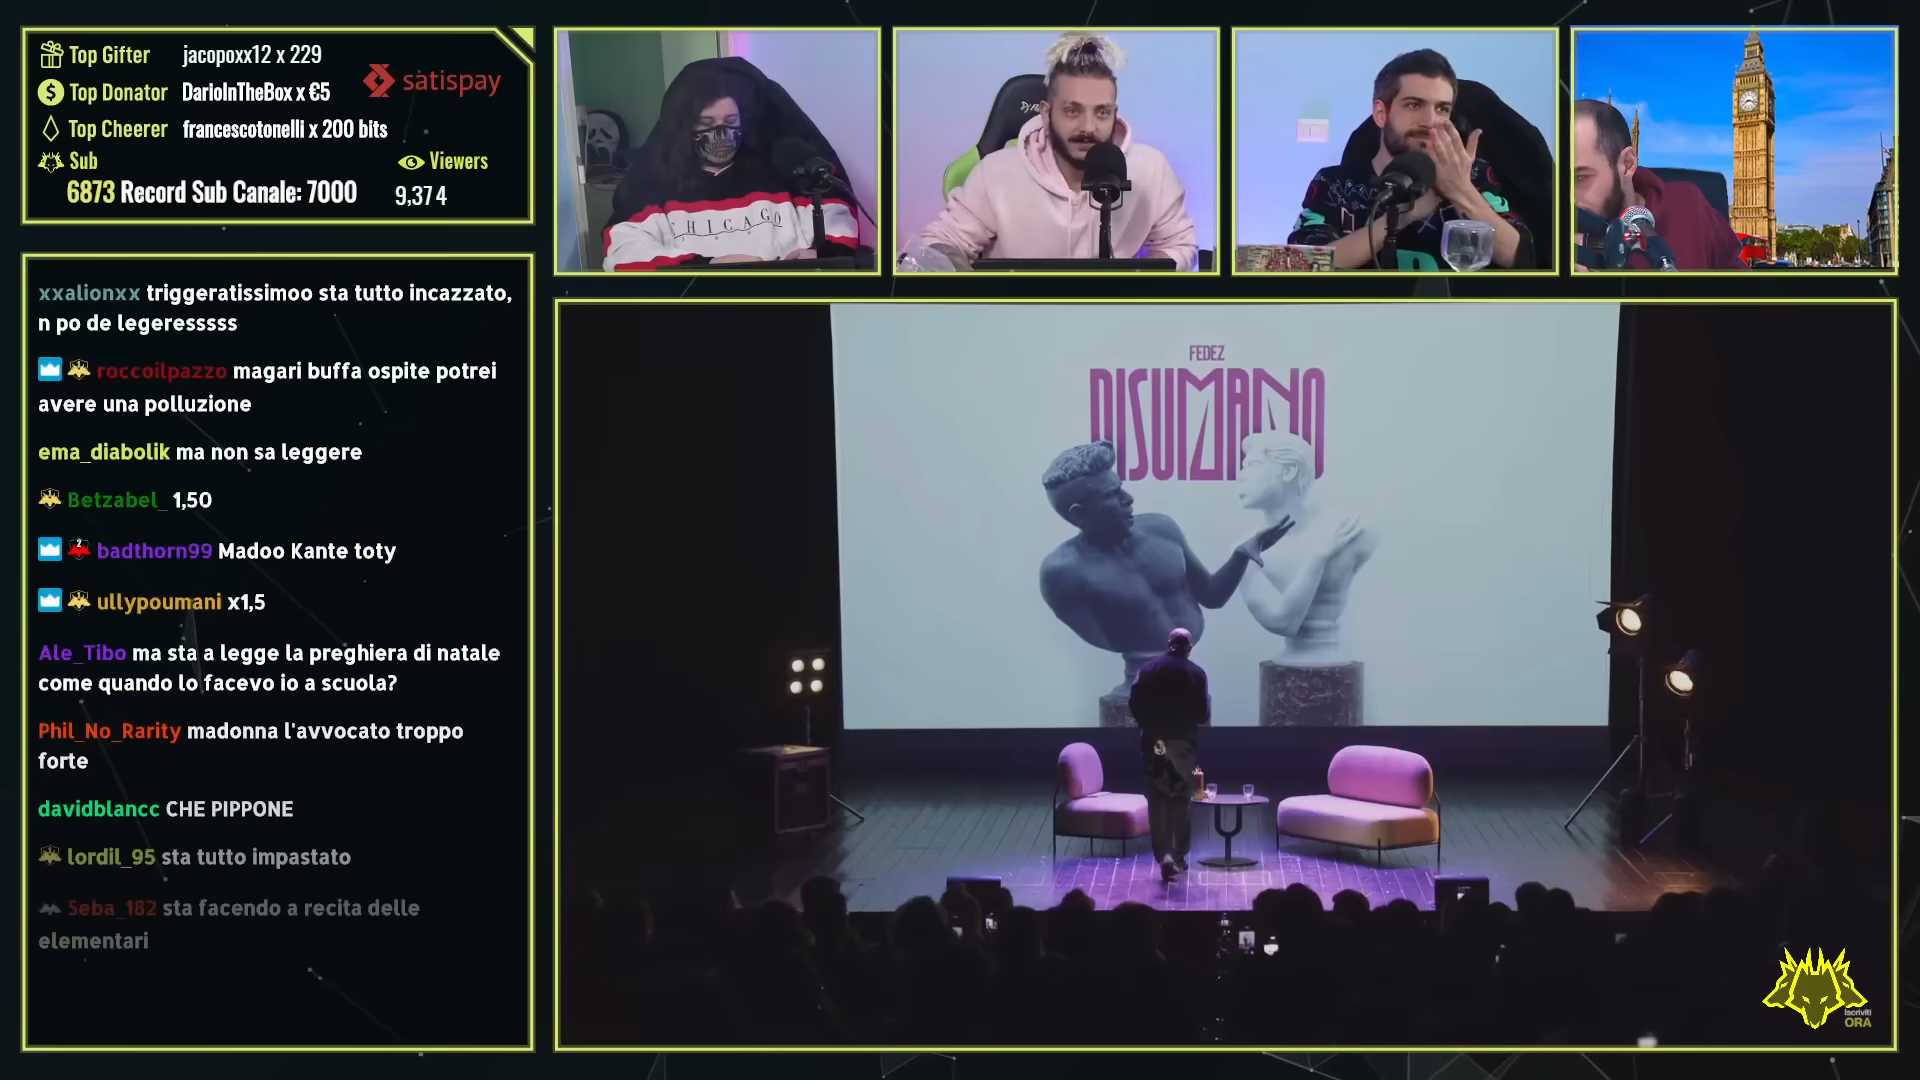 Top Gifter jacopoxx12 x 229
Top Donator DarioInTheBox x €5
satispay
Top Cheerer francescotonelli x 200 bits
Sub
Viewers
6873 Record Sub Canale: 7000
9,374
xxalionxx triggeratissimoo sta tutto incazzato,
n po de legeresssss
roccoilpazzo magari buffa ospite potrei
avere una polluzione
ema_diabolik ma non sa leggere
Betzabel_ 1,50
2 badthorn99 Madoo Kante toty
ullypoumani x1,5
Ale_Tibo ma sta a legge la preghiera di natale
come quando lo facevo io a scuola?
Phil_No_Rarity madonna l'avvocato troppo
forte
davidblancc CHE PIPPONE
lordil_95 sta tutto impastato
Seba_182 sta facendo a recita delle
elementari
CHICAGO
FEDEZ
DISUMANO
Iscriviti
ORA